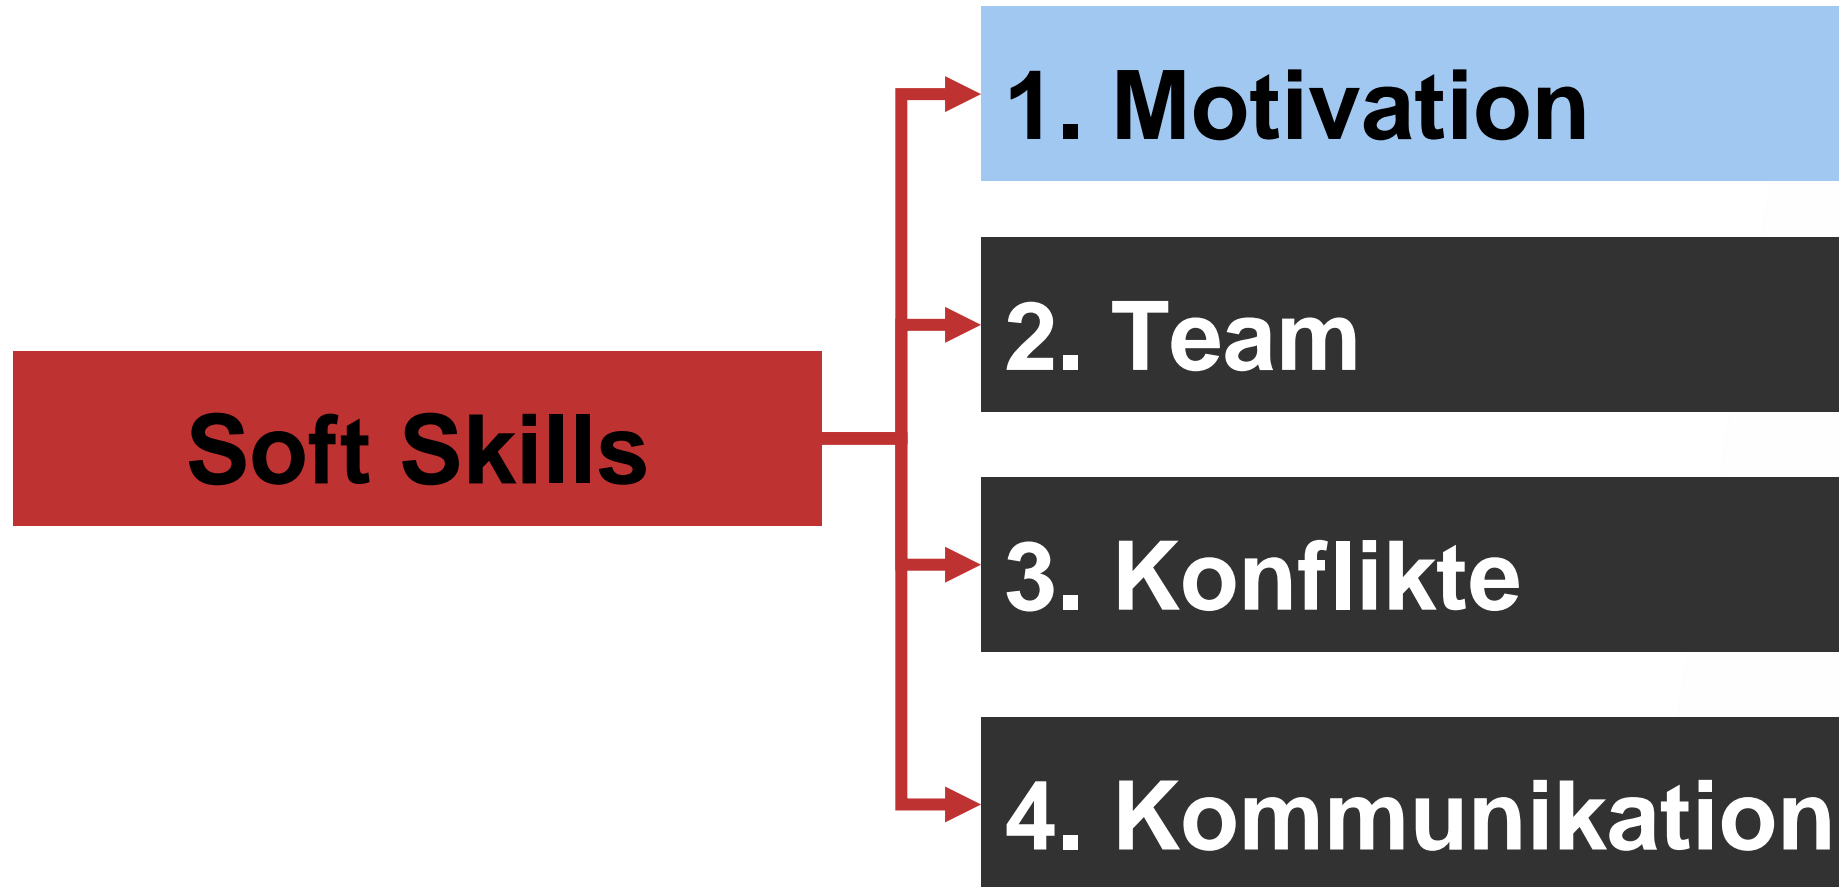 Soft Skills
1. Motivation
2. Team
3. Konflikte
4. Kommunikation